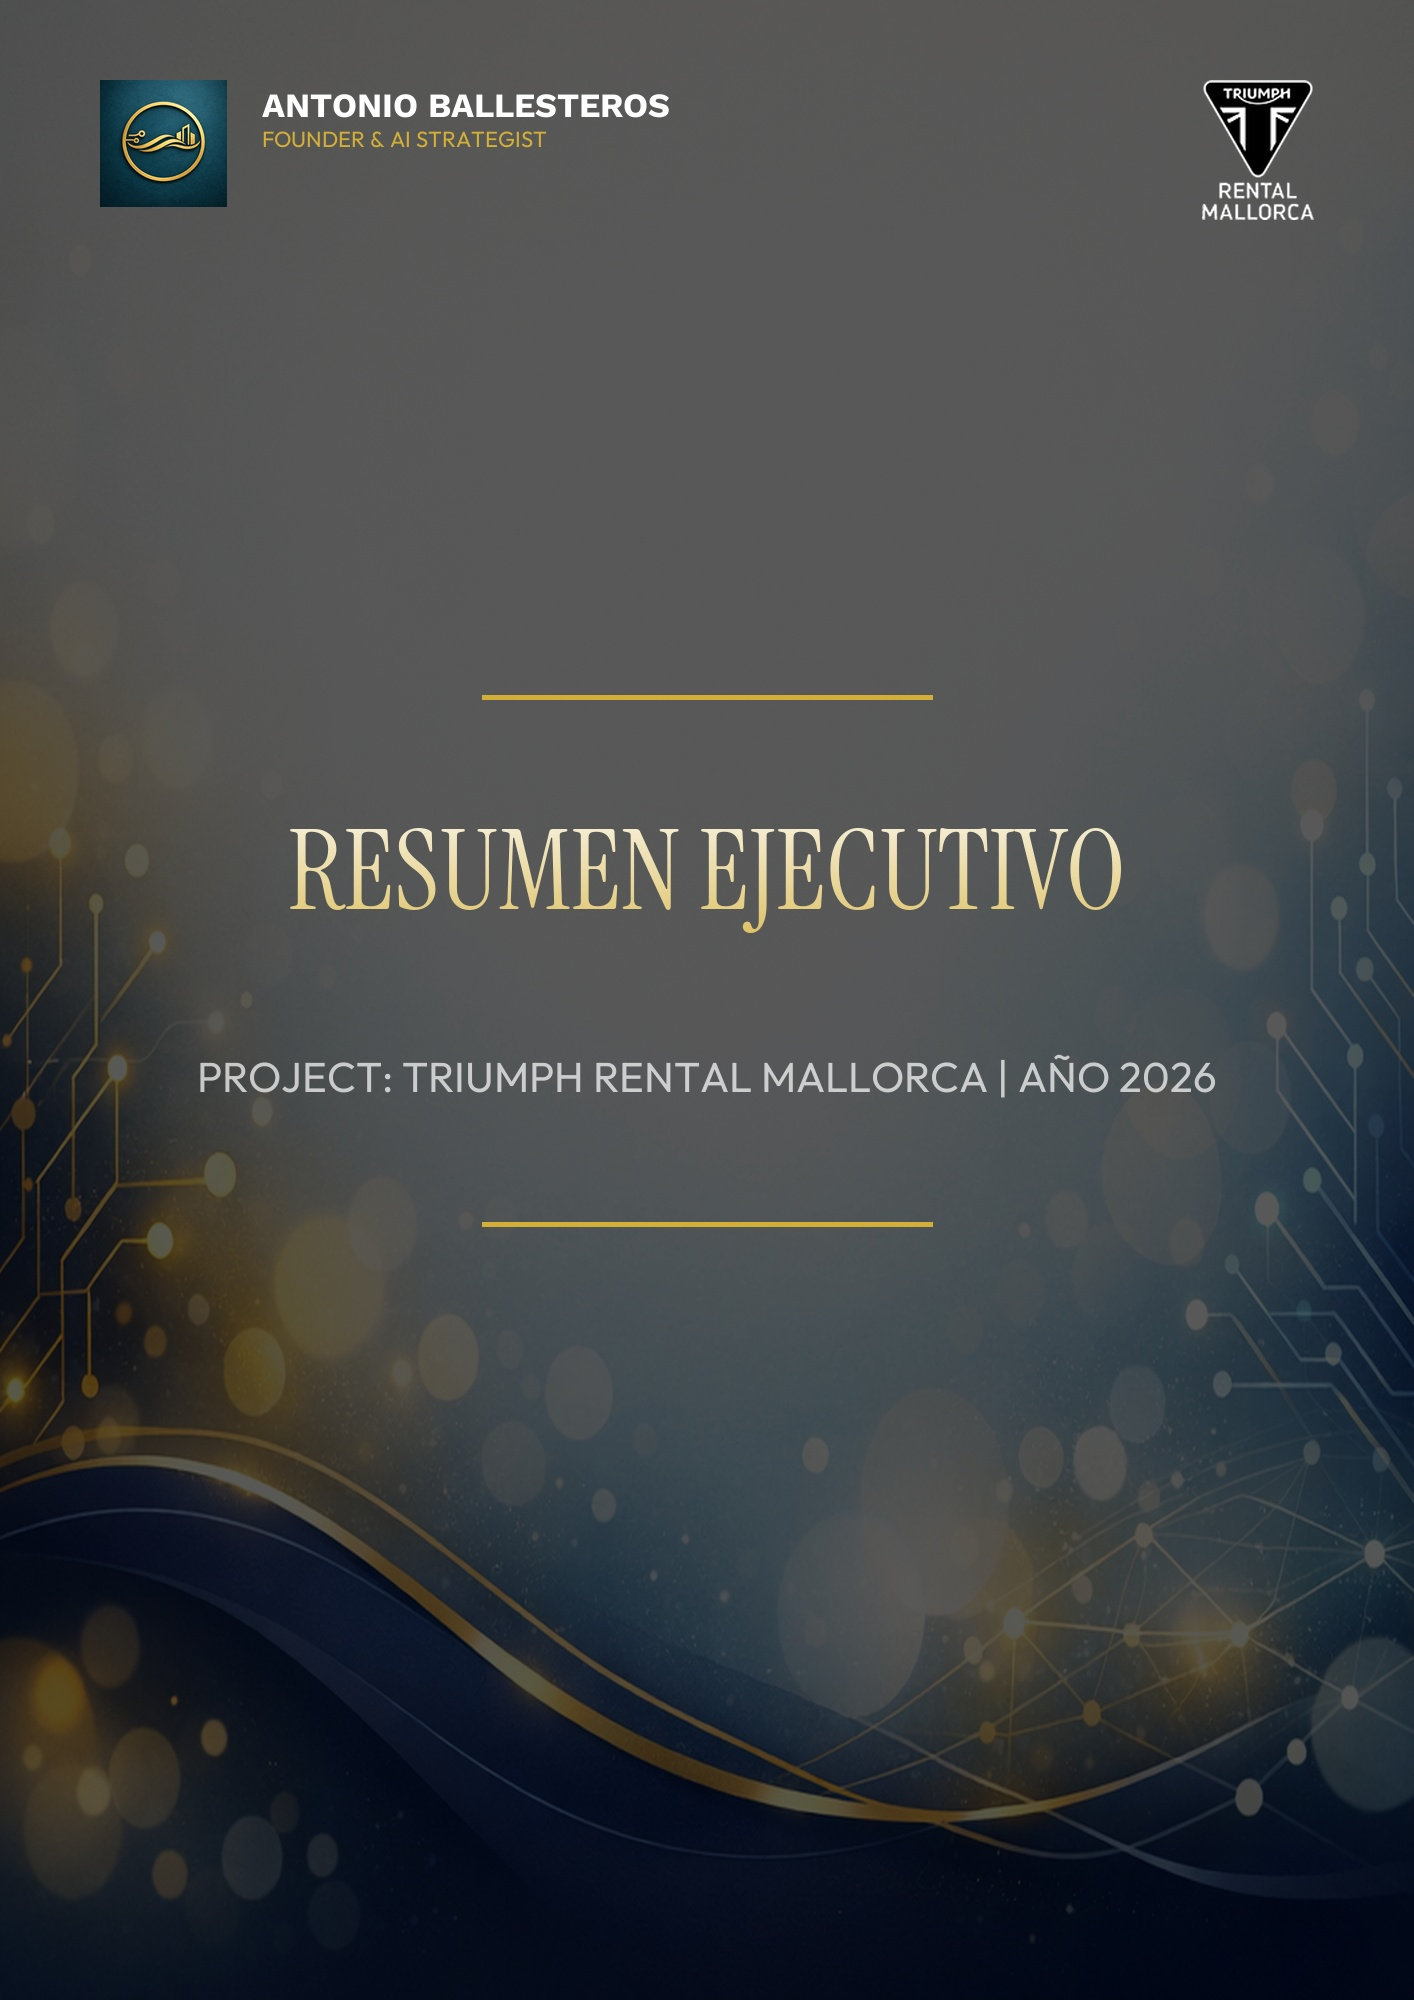 ANTONIO BALLESTEROS
FOUNDER & AI STRATEGIST
TRIUMPH
RENTAL
MALLORCA
RESUMEN EJECUTIVO
PROJECT: TRIUMPH RENTAL MALLORCA | AÑO 2026